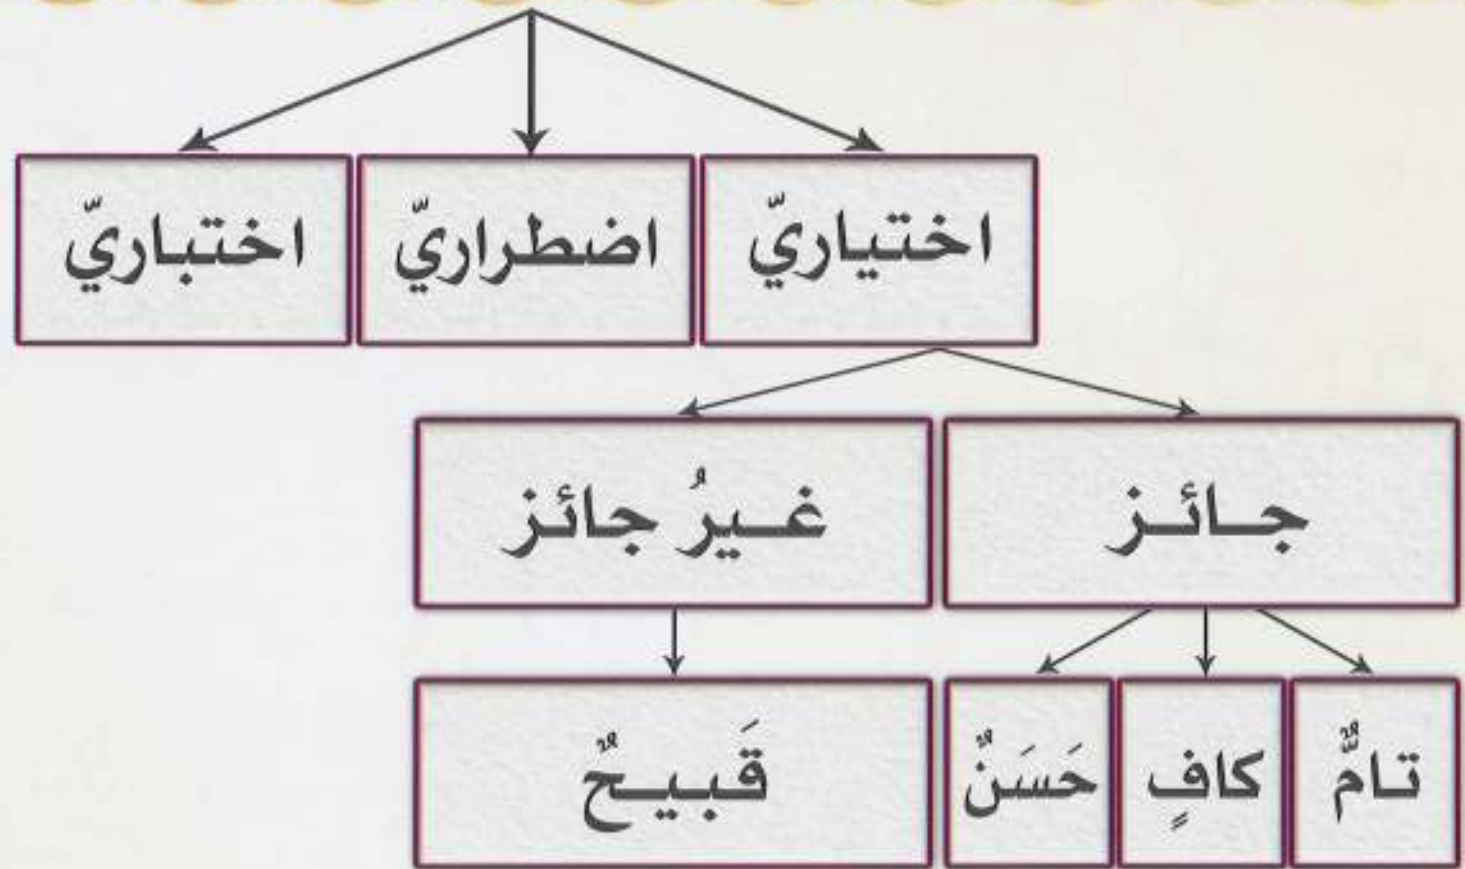 اختياريّ اضطراريّ اختباريّ
جائز غيرُ جائز
تامٌّ كافٍ حَسَنٌ قَبيحٌ